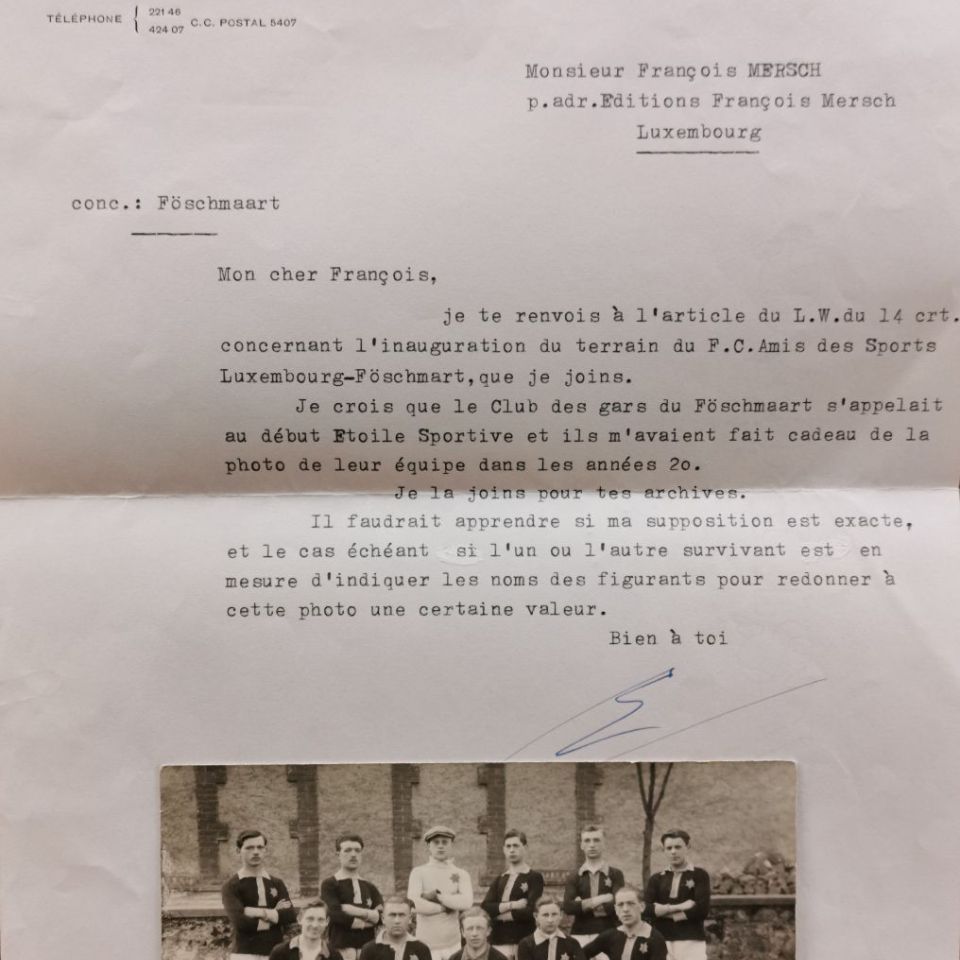 TÉLÉPHONE { 221 46
424 07 C.C. POSTAL 5407
Monsieur François MERSCH
p.adr.Editions François Mersch
Luxembourg
conc.: Föschmaart
Mon cher François,
je te renvois à l'article du L.W.du 14 crt.
concernant l'inauguration du terrain du F.C.Amis des Sports
Luxembourg-Föschmart,que je joins.
Je crois que le Club des gars du Föschmaart s'appelait
au début Etoile Sportive et ils m'avaient fait cadeau de la
photo de leur équipe dans les années 2o.
Je la joins pour tes archives.
Il faudrait apprendre si ma supposition est exacte,
et le cas échéant si l'un ou l'autre survivant est en
mesure d'indiquer les noms des figurants pour redonner à
cette photo une certaine valeur.
Bien à toi